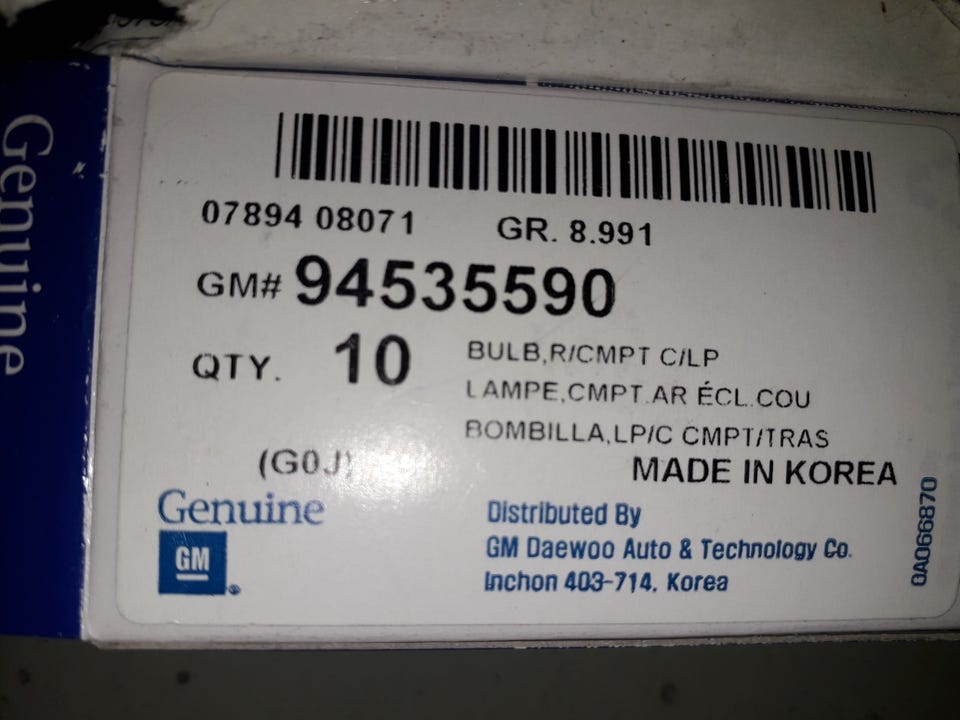 Genuine
07894 08071 GR. 8.991
GM# 94535590
QTY. 10
BULB,R/CMPT C/LP
LAMPE,CMPT.AR ÉCL.COU
BOMBILLA,LP/C CMPT/TRAS
(G0J)
MADE IN KOREA
Genuine
GM
Distributed By
GM Daewoo Auto & Technology Co.
Inchon 403-714, Korea
0A066870